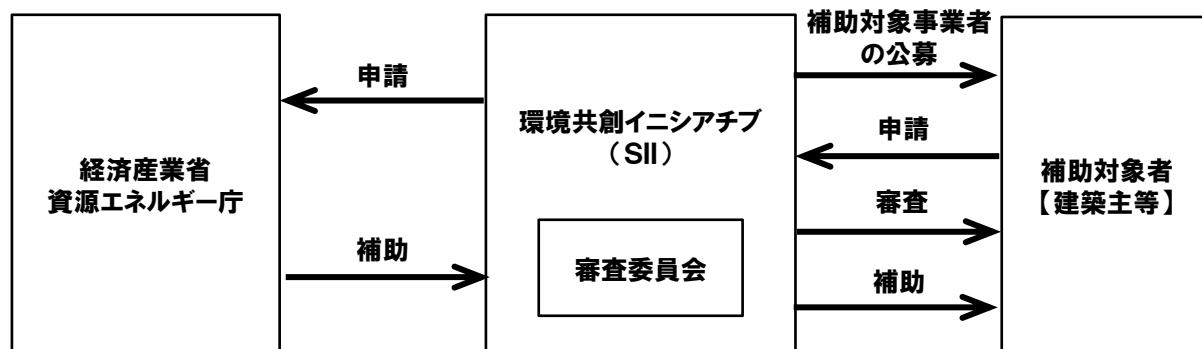 経済産業省
資源エネルギー庁
申請
補助
環境共創イニシアチブ
（SII）
審査委員会
補助対象事業者
の公募
申請
審査
補助
補助対象者
【建築主等】